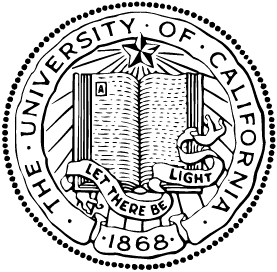 · THE · UNIVERSITY · OF · CALIFORNIA ·
A
LET THERE BE
LIGHT
· 1868 ·